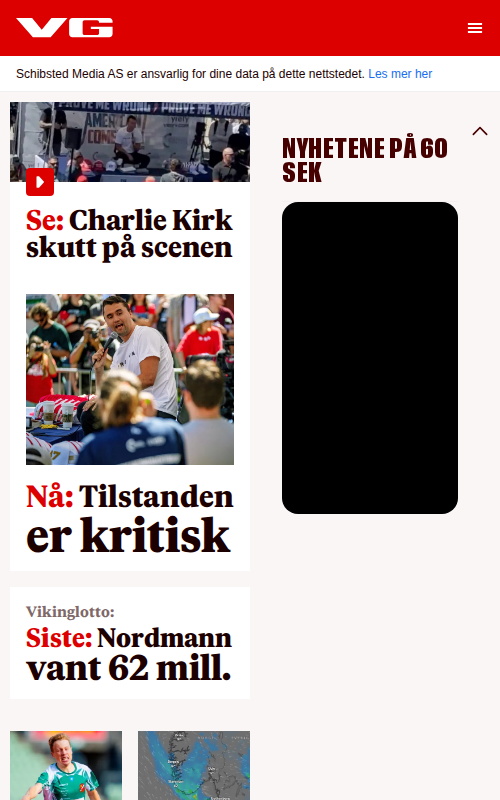 VG
Schibsted Media AS er ansvarlig for dine data på dette nettstedet. Les mer her
PROVE ME WRONG
PROVE ME WRONG
AMERICAN
Se: Charlie Kirk
skutt på scenen
Nå: Tilstanden
er kritisk
Vikinglotto:
Siste: Nordmann
vant 62 mill.
NYHETENE PÅ 60
SEK